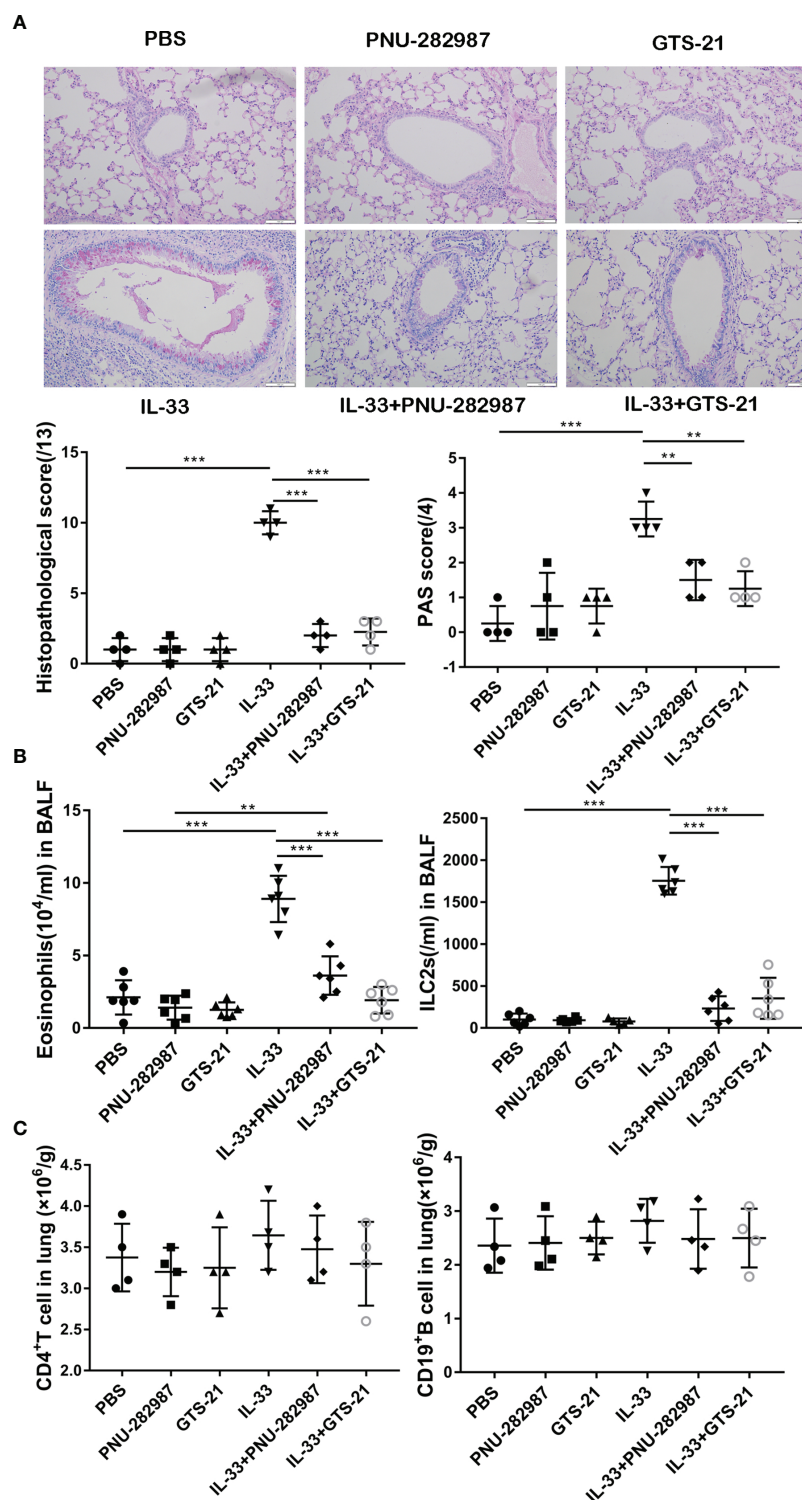 A
PBS
PNU-282987
GTS-21
IL-33
IL-33+PNU-282987
IL-33+GTS-21
Histopathological score(/13)
15
10
5
0
***
***
***
PBS
PNU-282987
GTS-21
IL-33
IL-33+PNU-282987
IL-33+GTS-21
PAS score(/4)
5
4
3
2
1
0
-1
***
**
**
PBS
PNU-282987
GTS-21
IL-33
IL-33+PNU-282987
IL-33+GTS-21
B
Eosinophils(10⁴/ml) in BALF
15
10
5
0
**
***
***
***
PBS
PNU-282987
GTS-21
IL-33
IL-33+PNU-282987
IL-33+GTS-21
ILC2s(/ml) in BALF
2500
2000
1500
1000
500
0
***
***
***
PBS
PNU-282987
GTS-21
IL-33
IL-33+PNU-282987
IL-33+GTS-21
C
CD4⁺T cell in lung (×10⁶/g)
4.5
4.0
3.5
3.0
2.5
2.0
PBS
PNU-282987
GTS-21
IL-33
IL-33+PNU-282987
IL-33+GTS-21
CD19⁺B cell in lung(×10⁶/g)
4
3
2
1
0
PBS
PNU-282987
GTS-21
IL-33
IL-33+PNU-282987
IL-33+GTS-21